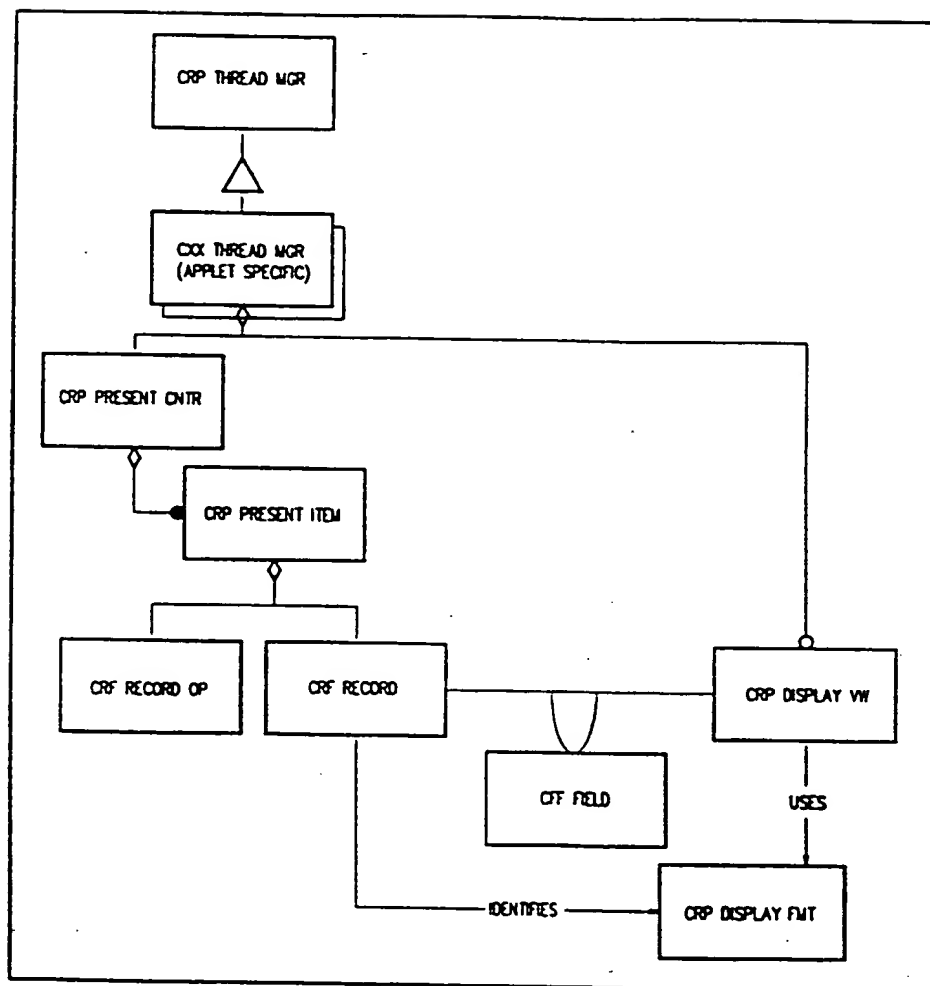 CRP THREAD MGR
CXX THREAD MGR
(APPLET SPECIFIC)
CRP PRESENT CNTR
CRP PRESENT ITEM
CRF RECORD OP
CRF RECORD
CRP DISPLAY VW
CFF FIELD
USES
IDENTIFIES
CRP DISPLAY FMT